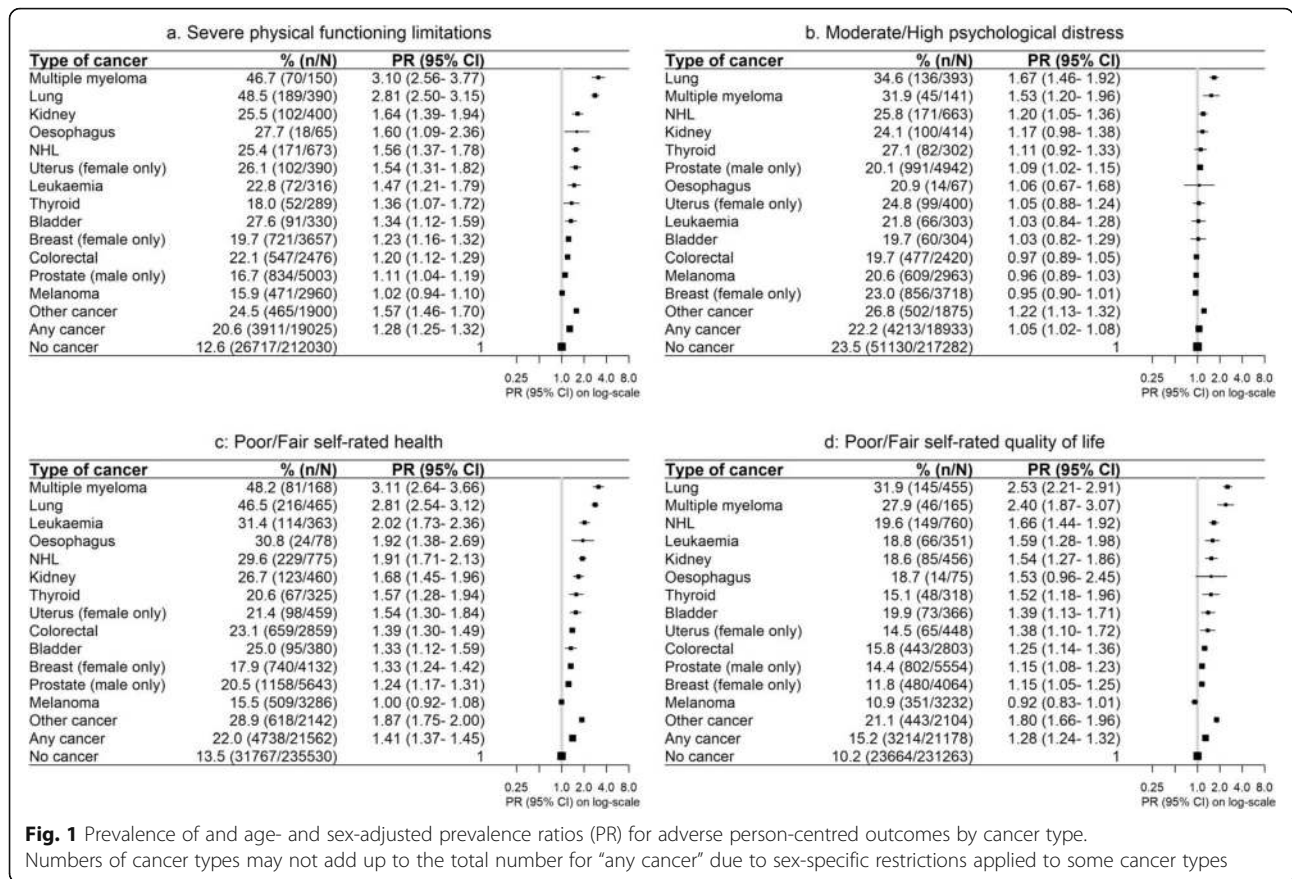 a. Severe physical functioning limitations
Type of cancer % (n/N) PR (95% CI)
Multiple myeloma 46.7 (70/150) 3.10 (2.56- 3.77)
Lung 48.5 (189/390) 2.81 (2.50- 3.15)
Kidney 25.5 (102/400) 1.64 (1.39- 1.94)
Oesophagus 27.7 (18/65) 1.60 (1.09- 2.36)
NHL 25.4 (171/673) 1.56 (1.37- 1.78)
Uterus (female only) 26.1 (102/390) 1.54 (1.31- 1.82)
Leukaemia 22.8 (72/316) 1.47 (1.21- 1.79)
Thyroid 18.0 (52/289) 1.36 (1.07- 1.72)
Bladder 27.6 (91/330) 1.34 (1.12- 1.59)
Breast (female only) 19.7 (721/3657) 1.23 (1.16- 1.32)
Colorectal 22.1 (547/2476) 1.20 (1.12- 1.29)
Prostate (male only) 16.7 (834/5003) 1.11 (1.04- 1.19)
Melanoma 15.9 (471/2960) 1.02 (0.94- 1.10)
Other cancer 24.5 (465/1900) 1.57 (1.46- 1.70)
Any cancer 20.6 (3911/19025) 1.28 (1.25- 1.32)
No cancer 12.6 (26717/212030) 1
0.25 1.0 2.0 4.0 8.0
PR (95% CI) on log-scale
b. Moderate/High psychological distress
Type of cancer % (n/N) PR (95% CI)
Lung 34.6 (136/393) 1.67 (1.46- 1.92)
Multiple myeloma 31.9 (45/141) 1.53 (1.20- 1.96)
NHL 25.8 (171/663) 1.20 (1.05- 1.36)
Kidney 24.1 (100/414) 1.17 (0.98- 1.38)
Thyroid 27.1 (82/302) 1.11 (0.92- 1.33)
Prostate (male only) 20.1 (991/4942) 1.09 (1.02- 1.15)
Oesophagus 20.9 (14/67) 1.06 (0.67- 1.68)
Uterus (female only) 24.8 (99/400) 1.05 (0.88- 1.24)
Leukaemia 21.8 (66/303) 1.03 (0.84- 1.28)
Bladder 19.7 (60/304) 1.03 (0.82- 1.29)
Colorectal 19.7 (477/2420) 0.97 (0.89- 1.05)
Melanoma 20.6 (609/2963) 0.96 (0.89- 1.03)
Breast (female only) 23.0 (856/3718) 0.95 (0.90- 1.01)
Other cancer 26.8 (502/1875) 1.22 (1.13- 1.32)
Any cancer 22.2 (4213/18933) 1.05 (1.02- 1.08)
No cancer 23.5 (51130/217282) 1
0.25 1.0 2.0 4.0 8.0
PR (95% CI) on log-scale
c: Poor/Fair self-rated health
Type of cancer % (n/N) PR (95% CI)
Multiple myeloma 48.2 (81/168) 3.11 (2.64- 3.66)
Lung 46.5 (216/465) 2.81 (2.54- 3.12)
Leukaemia 31.4 (114/363) 2.02 (1.73- 2.36)
Oesophagus 30.8 (24/78) 1.92 (1.38- 2.69)
NHL 29.6 (229/775) 1.91 (1.71- 2.13)
Kidney 26.7 (123/460) 1.68 (1.45- 1.96)
Thyroid 20.6 (67/325) 1.57 (1.28- 1.94)
Uterus (female only) 21.4 (98/459) 1.54 (1.30- 1.84)
Colorectal 23.1 (659/2859) 1.39 (1.30- 1.49)
Bladder 25.0 (95/380) 1.33 (1.12- 1.59)
Breast (female only) 17.9 (740/4132) 1.33 (1.24- 1.42)
Prostate (male only) 20.5 (1158/5643) 1.24 (1.17- 1.31)
Melanoma 15.5 (509/3286) 1.00 (0.92- 1.08)
Other cancer 28.9 (618/2142) 1.87 (1.75- 2.00)
Any cancer 22.0 (4738/21562) 1.41 (1.37- 1.45)
No cancer 13.5 (31767/235530) 1
0.25 1.0 2.0 4.0 8.0
PR (95% CI) on log-scale
d: Poor/Fair self-rated quality of life
Type of cancer % (n/N) PR (95% CI)
Lung 31.9 (145/455) 2.53 (2.21- 2.91)
Multiple myeloma 27.9 (46/165) 2.40 (1.87- 3.07)
NHL 19.6 (149/760) 1.66 (1.44- 1.92)
Leukaemia 18.8 (66/351) 1.59 (1.28- 1.98)
Kidney 18.6 (85/456) 1.54 (1.27- 1.86)
Oesophagus 18.7 (14/75) 1.53 (0.96- 2.45)
Thyroid 15.1 (48/318) 1.52 (1.18- 1.96)
Bladder 19.9 (73/366) 1.39 (1.13- 1.71)
Uterus (female only) 14.5 (65/448) 1.38 (1.10- 1.72)
Colorectal 15.8 (443/2803) 1.25 (1.14- 1.36)
Prostate (male only) 14.4 (802/5554) 1.15 (1.08- 1.23)
Breast (female only) 11.8 (480/4064) 1.15 (1.05- 1.25)
Melanoma 10.9 (351/3232) 0.92 (0.83- 1.01)
Other cancer 21.1 (443/2104) 1.80 (1.66- 1.96)
Any cancer 15.2 (3214/21178) 1.28 (1.24- 1.32)
No cancer 10.2 (23664/231263) 1
0.25 1.0 2.0 4.0 8.0
PR (95% CI) on log-scale
Fig. 1 Prevalence of and age- and sex-adjusted prevalence ratios (PR) for adverse person-centred outcomes by cancer type.
Numbers of cancer types may not add up to the total number for “any cancer” due to sex-specific restrictions applied to some cancer types